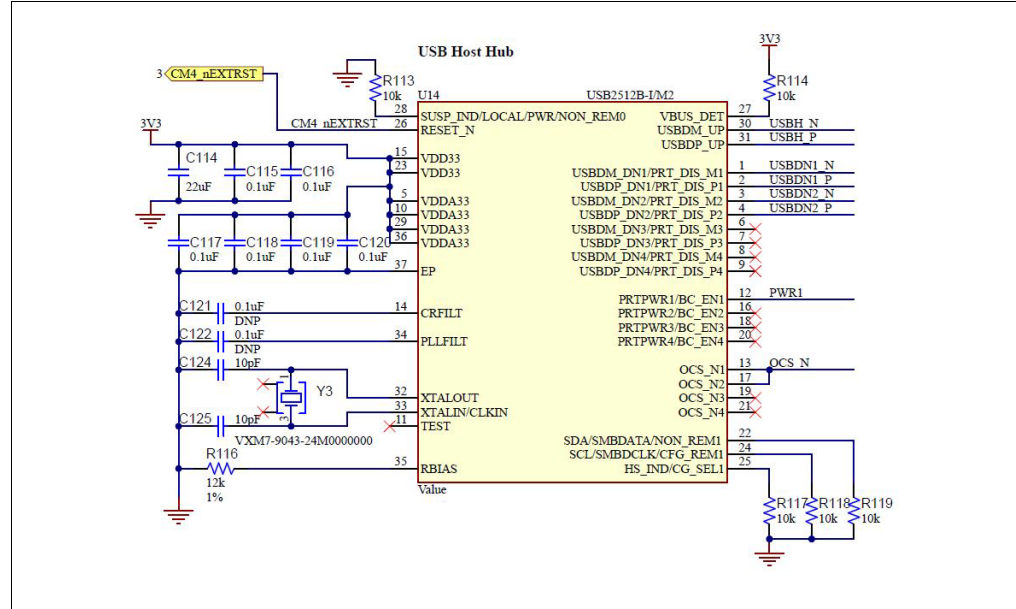 USB Host Hub
3V3
3 CM4_nEXTRST
R113
10k
R114
10k
U14
USB2512B-I/M2
28 SUSP_IND/LOCAL/PWR/NON_REM0
VBUS_DET 27
CM4_nEXTRST 26 RESET_N
USBDM_UP 30 USBH_N
USBDP_UP 31 USBH_P
3V3
15 VDD33
23 VDD33
C114
22uF
C115
0.1uF
C116
0.1uF
USBDM_DN1/PRT_DIS_M1 1 USBDN1_N
USBDP_DN1/PRT_DIS_P1 2 USBDN1_P
USBDM_DN2/PRT_DIS_M2 3 USBDN2_N
USBDP_DN2/PRT_DIS_P2 4 USBDN2_P
USBDM_DN3/PRT_DIS_M3 6
USBDP_DN3/PRT_DIS_P3 7
USBDM_DN4/PRT_DIS_M4 8
USBDP_DN4/PRT_DIS_P4 9
5 VDDA33
10 VDDA33
29 VDDA33
36 VDDA33
C117
0.1uF
C118
0.1uF
C119
0.1uF
C120
0.1uF
37 EP
PRTPWR1/BC_EN1 12 PWR1
PRTPWR2/BC_EN2 16
PRTPWR3/BC_EN3 18
PRTPWR4/BC_EN4 20
C121 0.1uF
DNP
14 CRFILT
C122 0.1uF
DNP
34 PLLFILT
C124 10pF
OCS_N1 13 OCS_N
OCS_N2 17
OCS_N3 19
OCS_N4 21
1
Y3
3
32 XTALOUT
33 XTALIN/CLKIN
11 TEST
C125 10pF
VXM7-9043-24M0000000
SDA/SMBDATA/NON_REM1 22
SCL/SMBDCLK/CFG_REM1 24
HS_IND/CG_SEL1 25
R116
12k
1%
35 RBIAS
Value
R117
10k
R118
10k
R119
10k